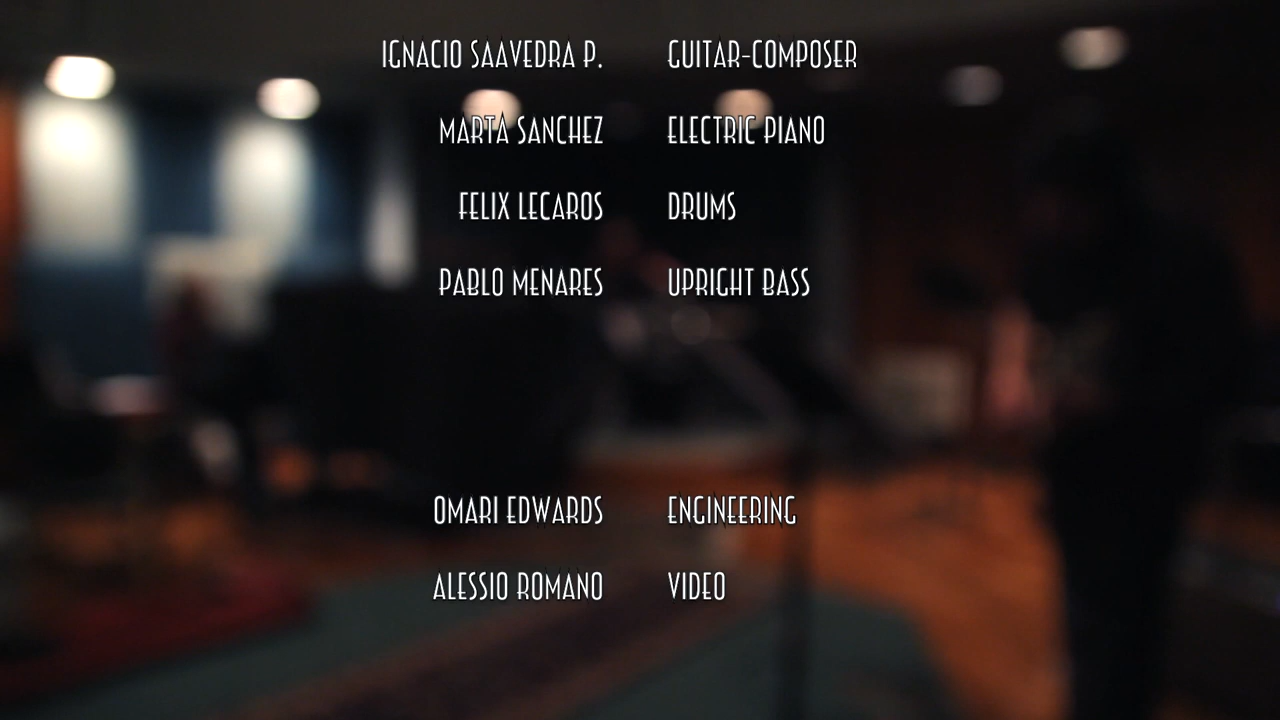 IGNACIO SAAVEDRA P. GUITAR-COMPOSER
MARTA SANCHEZ ELECTRIC PIANO
FELIX LECAROS DRUMS
PABLO MENARES UPRIGHT BASS
OMARI EDWARDS ENGINEERING
ALESSIO ROMANO VIDEO